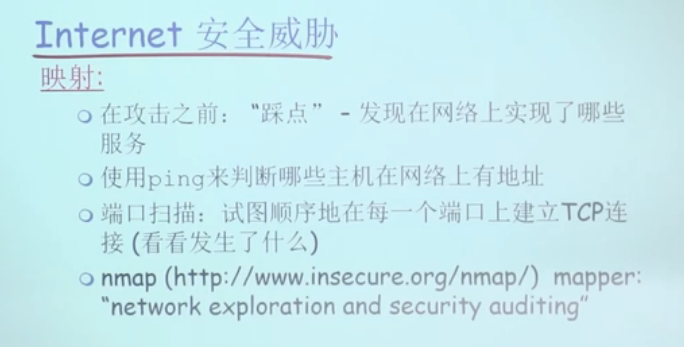 Internet 安全威胁
映射:
在攻击之前: “踩点” - 发现在网络上实现了哪些
服务
使用ping来判断哪些主机在网络上有地址
端口扫描: 试图顺序地在每一个端口上建立TCP连
接 (看看发生了什么)
nmap (http://www.insecure.org/nmap/) mapper:
“network exploration and security auditing”